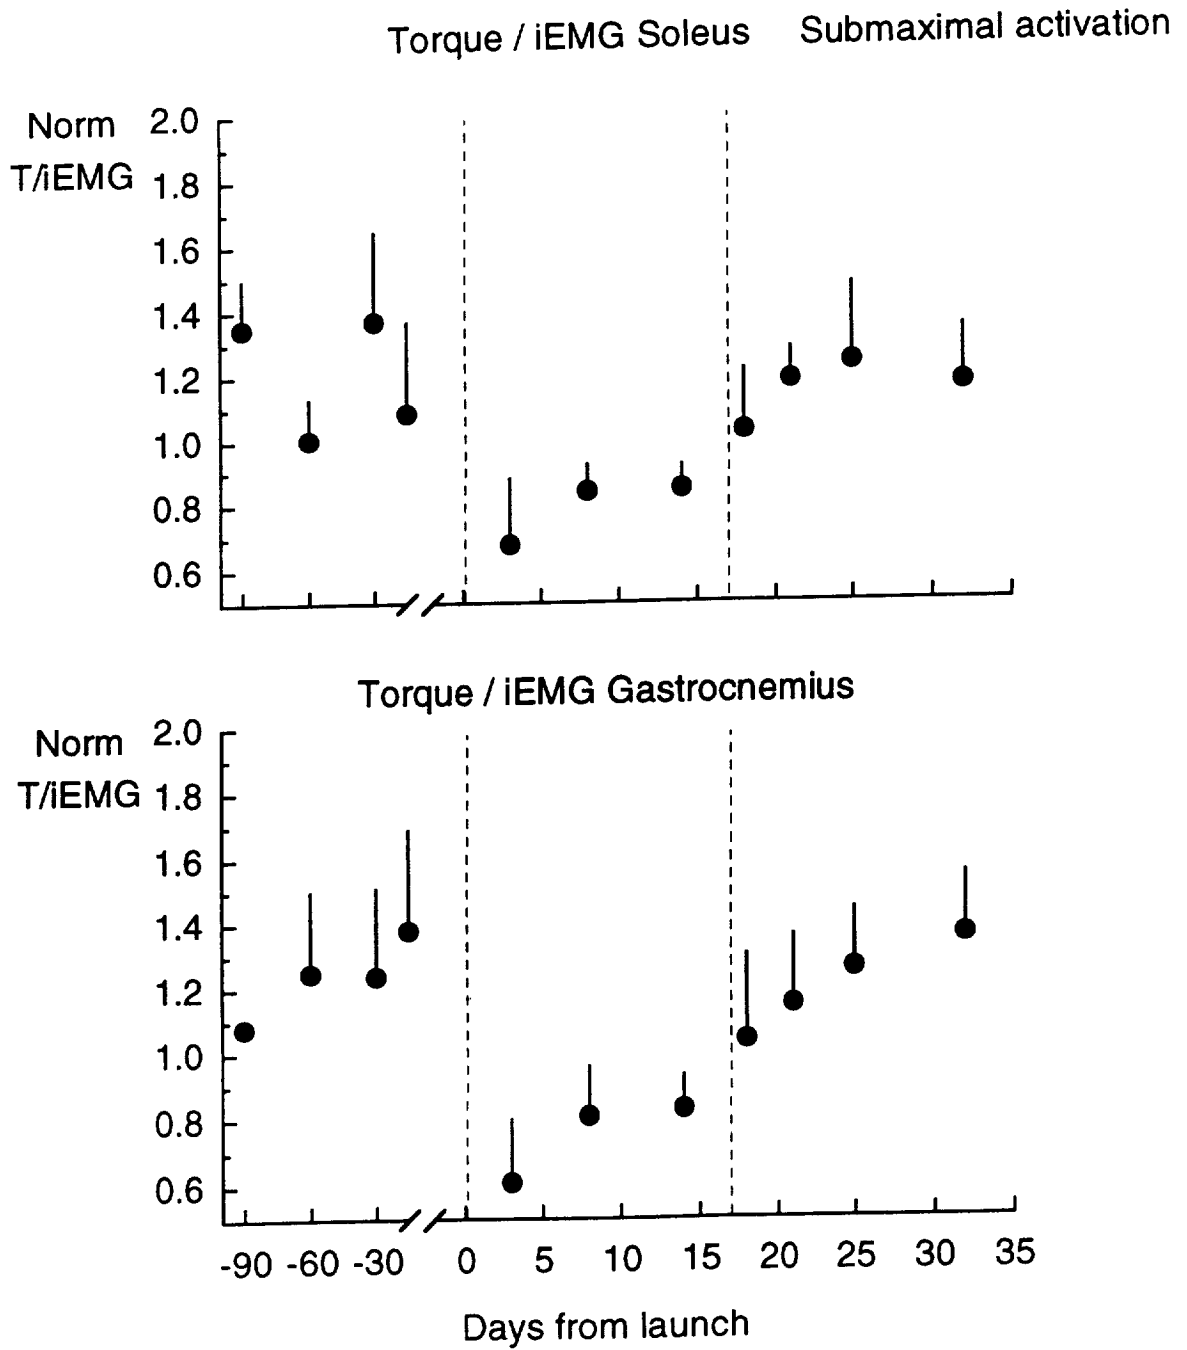 Torque / iEMG Soleus Submaximal activation
Norm 2.0
T/iEMG 1.8
1.6
1.4
1.2
1.0
0.8
0.6
Torque / iEMG Gastrocnemius
Norm 2.0
T/iEMG 1.8
1.6
1.4
1.2
1.0
0.8
0.6
-90 -60 -30 0 5 10 15 20 25 30 35
Days from launch